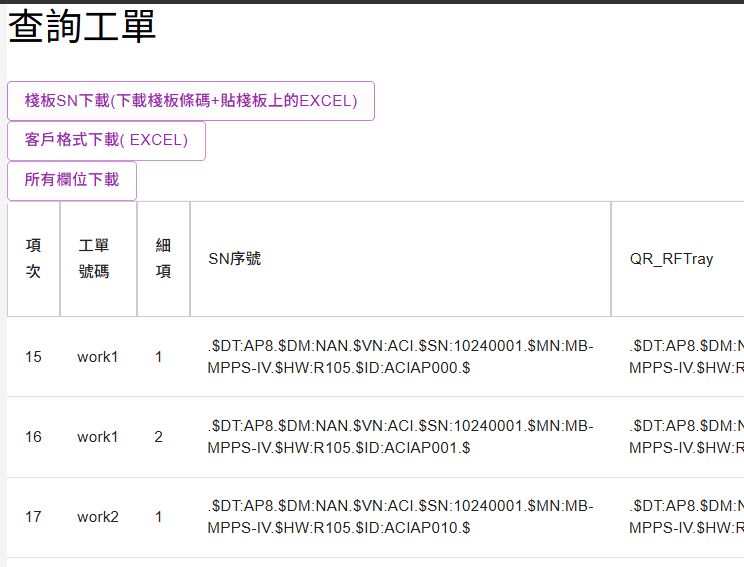 查詢工單
棧板SN下載(下載棧板條碼+貼棧板上的EXCEL)
客戶格式下載( EXCEL)
所有欄位下載
項次 工單號碼 細項 SN序號 QR_RFTray
15 work1 1 .$DT:AP8.$DM:NAN.$VN:ACI.$SN:10240001.$MN:MB- .$DT:AP8.$DM:N
MPPS-IV.$HW:R105.$ID:ACIAP000.$ MPPS-IV.$HW:R
16 work1 2 .$DT:AP8.$DM:NAN.$VN:ACI.$SN:10240001.$MN:MB- .$DT:AP8.$DM:N
MPPS-IV.$HW:R105.$ID:ACIAP001.$ MPPS-IV.$HW:R
17 work2 1 .$DT:AP8.$DM:NAN.$VN:ACI.$SN:10240001.$MN:MB- .$DT:AP8.$DM:N
MPPS-IV.$HW:R105.$ID:ACIAP010.$ MPPS-IV.$HW:R